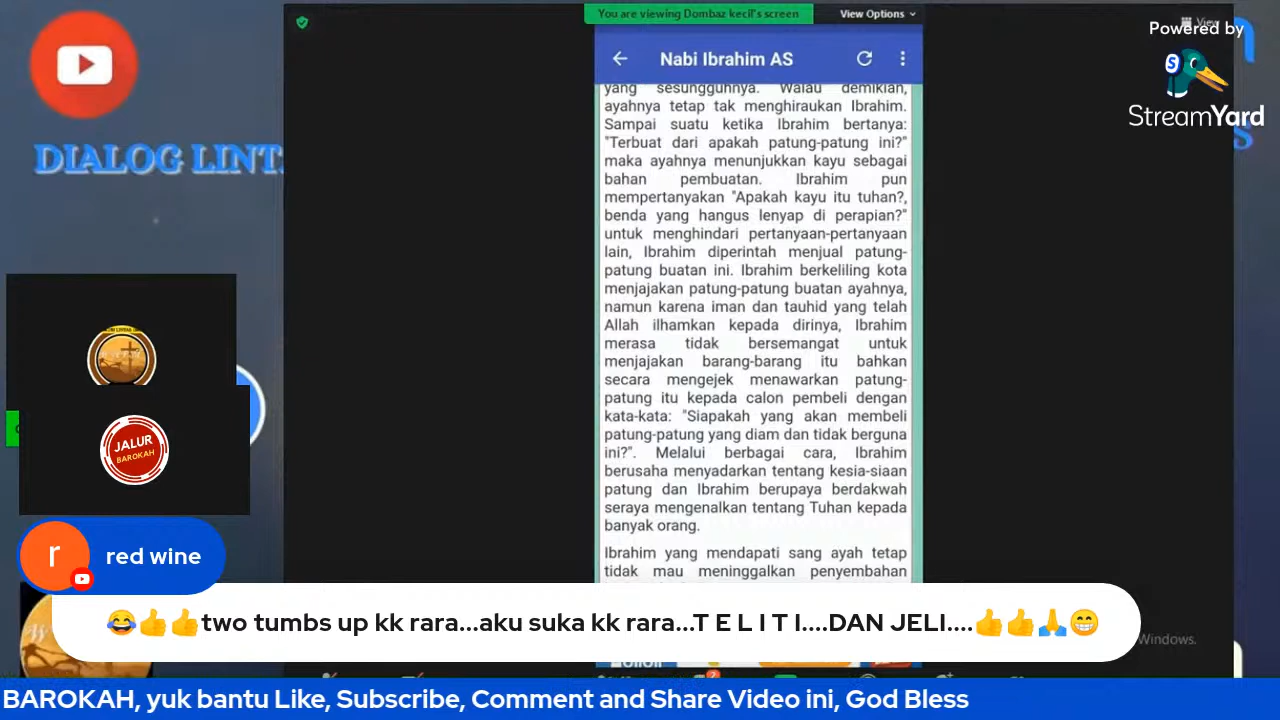 You are viewing Dombaz kecil's screen
View Options
View
Powered by
StreamYard
DIALOG LINT
Nabi Ibrahim AS
yang sesungguhnya. Walau demikian,
ayahnya tetap tak menghiraukan Ibrahim.
Sampai suatu ketika Ibrahim bertanya:
"Terbuat dari apakah patung-patung ini?"
maka ayahnya menunjukkan kayu sebagai
bahan pembuatan. Ibrahim pun
mempertanyakan "Apakah kayu itu tuhan?,
benda yang hangus lenyap di perapian?"
untuk menghindari pertanyaan-pertanyaan
lain, Ibrahim diperintah menjual patung-
patung buatan ini. Ibrahim berkeliling kota
menjajakan patung-patung buatan ayahnya,
namun karena iman dan tauhid yang telah
Allah ilhamkan kepada dirinya, Ibrahim
merasa tidak bersemangat untuk
menjajakan barang-barang itu bahkan
secara mengejek menawarkan patung-
patung itu kepada calon pembeli dengan
kata-kata: "Siapakah yang akan membeli
patung-patung yang diam dan tidak berguna
ini?". Melalui berbagai cara, Ibrahim
berusaha menyadarkan tentang kesia-siaan
patung dan Ibrahim berupaya berdakwah
seraya mengenalkan tentang Tuhan kepada
banyak orang.
Ibrahim yang mendapati sang ayah tetap
tidak mau meninggalkan penyembahan
JALUR
BAROKAH
r
red wine
😂👍👍two tumbs up kk rara...aku suka kk rara...T E L I T I....DAN JELI....👍👍🙏😁
Windows.
BAROKAH, yuk bantu Like, Subscribe, Comment and Share Video ini, God Bless